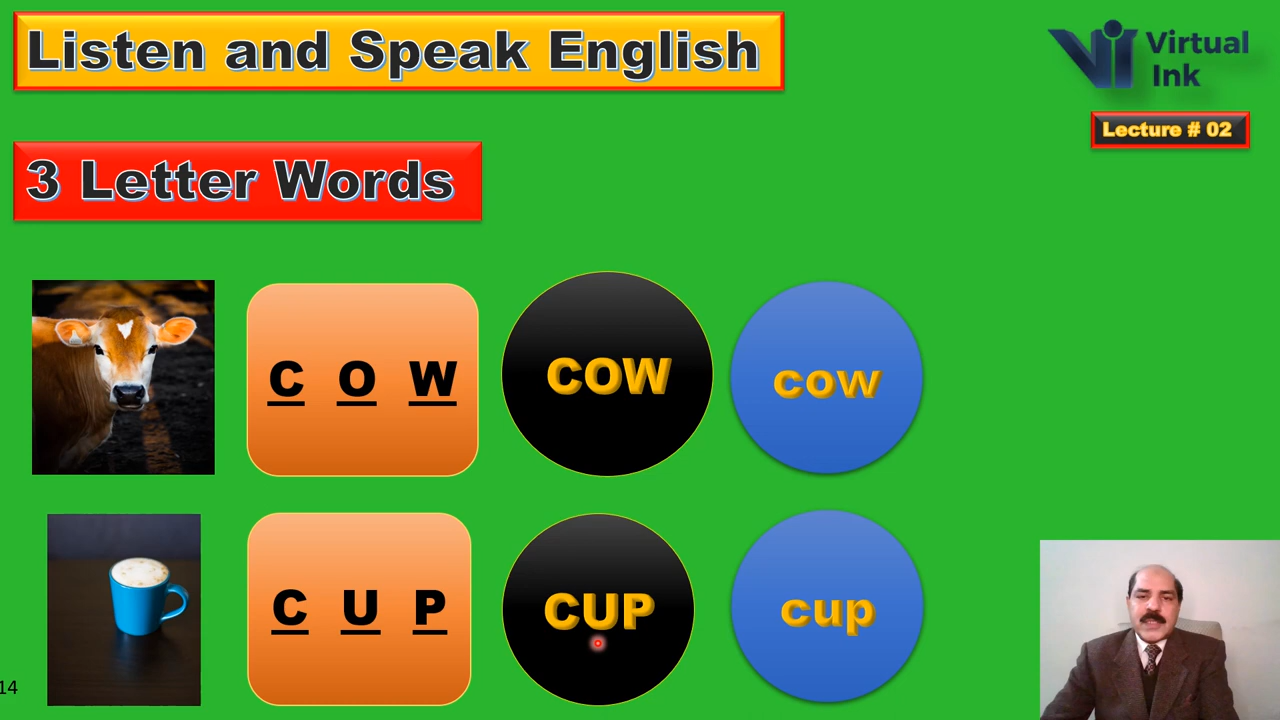 Listen and Speak English
Virtual
Ink
Lecture # 02
3 Letter Words
C O W
COW
cow
C U P
CUP
cup
14